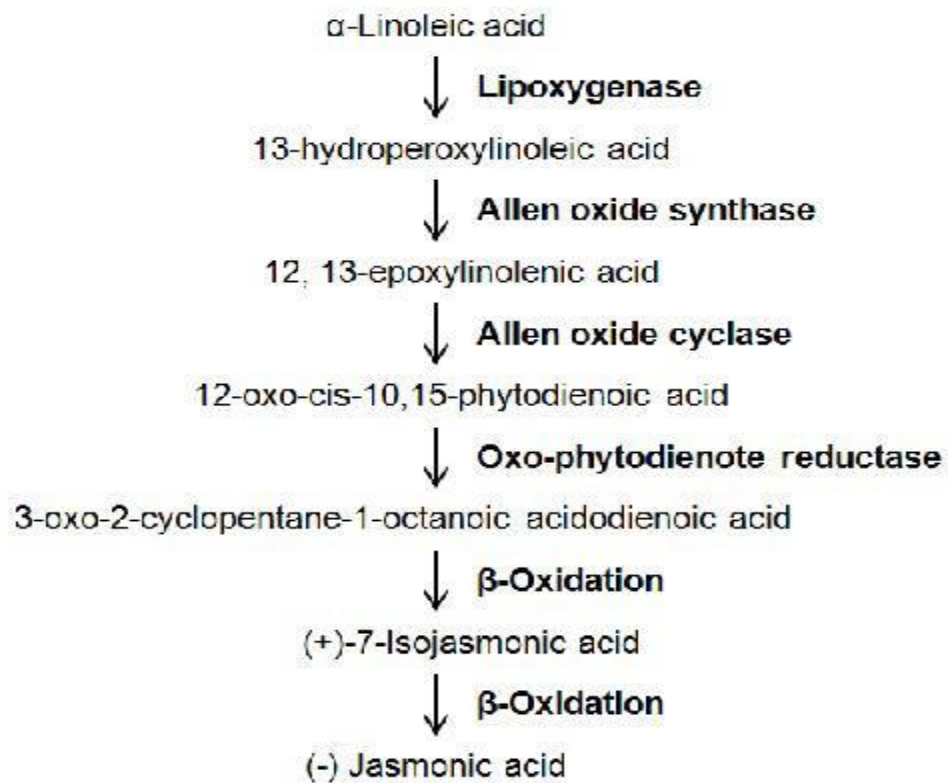 α-Linoleic acid
Lipoxygenase
13-hydroperoxylinoleic acid
Allen oxide synthase
12, 13-epoxylinolenic acid
Allen oxide cyclase
12-oxo-cis-10,15-phytodienoic acid
Oxo-phytodienote reductase
3-oxo-2-cyclopentane-1-octanoic acidodienoic acid
β-Oxidation
(+)-7-Isojasmonic acid
β-Oxidation
(-) Jasmonic acid